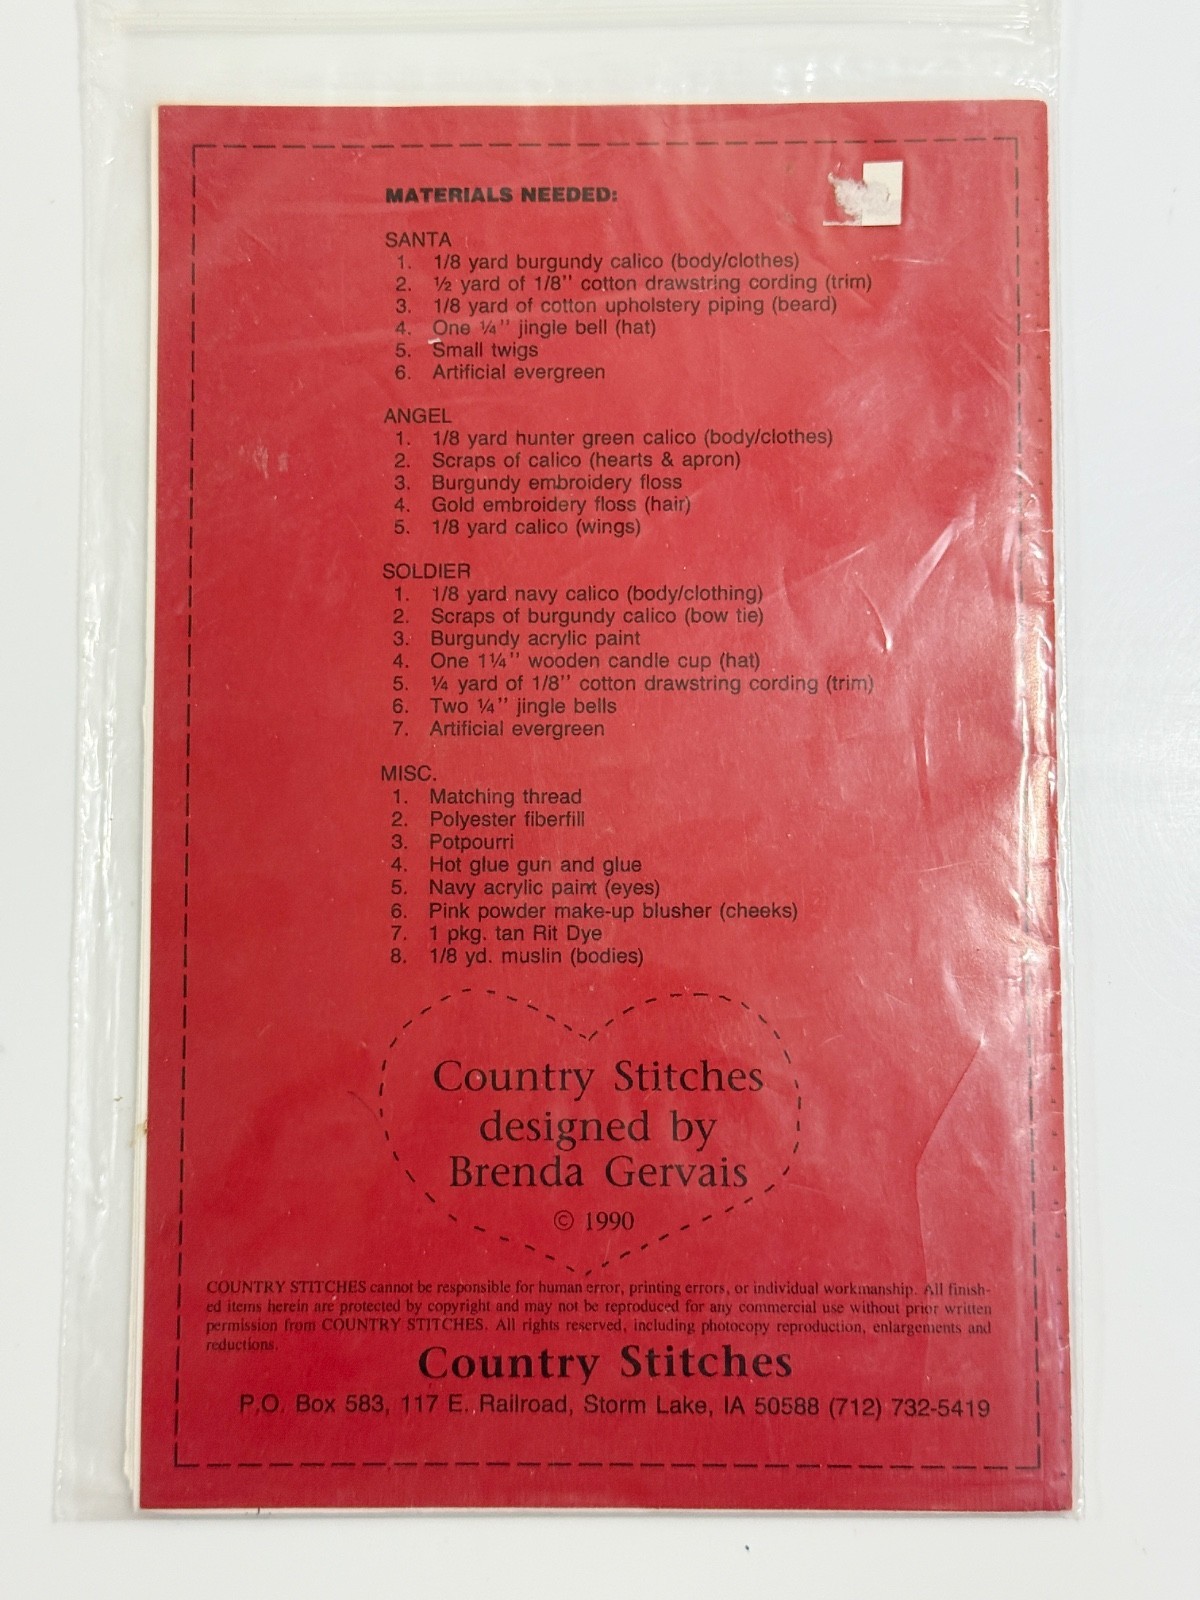 MATERIALS NEEDED:
SANTA
1. 1/8 yard burgundy calico (body/clothes)
2. ½ yard of 1/8" cotton drawstring cording (trim)
3. 1/8 yard of cotton upholstery piping (beard)
4. One ¼" jingle bell (hat)
5. Small twigs
6. Artificial evergreen
ANGEL
1. 1/8 yard hunter green calico (body/clothes)
2. Scraps of calico (hearts & apron)
3. Burgundy embroidery floss
4. Gold embroidery floss (hair)
5. 1/8 yard calico (wings)
SOLDIER
1. 1/8 yard navy calico (body/clothing)
2. Scraps of burgundy calico (bow tie)
3. Burgundy acrylic paint
4. One 1¼" wooden candle cup (hat)
5. ¼ yard of 1/8" cotton drawstring cording (trim)
6. Two ¼" jingle bells
7. Artificial evergreen
MISC.
1. Matching thread
2. Polyester fiberfill
3. Potpourri
4. Hot glue gun and glue
5. Navy acrylic paint (eyes)
6. Pink powder make-up blusher (cheeks)
7. 1 pkg. tan Rit Dye
8. 1/8 yd. muslin (bodies)
Country Stitches
designed by
Brenda Gervais
© 1990
COUNTRY STITCHES cannot be responsible for human error, printing errors, or individual workmanship. All finish-
ed items herein are protected by copyright and may not be reproduced for any commercial use without prior written
permission from COUNTRY STITCHES. All rights reserved, including photocopy reproduction, enlargements and
reductions.
Country Stitches
P.O. Box 583, 117 E. Railroad, Storm Lake, IA 50588 (712) 732-5419